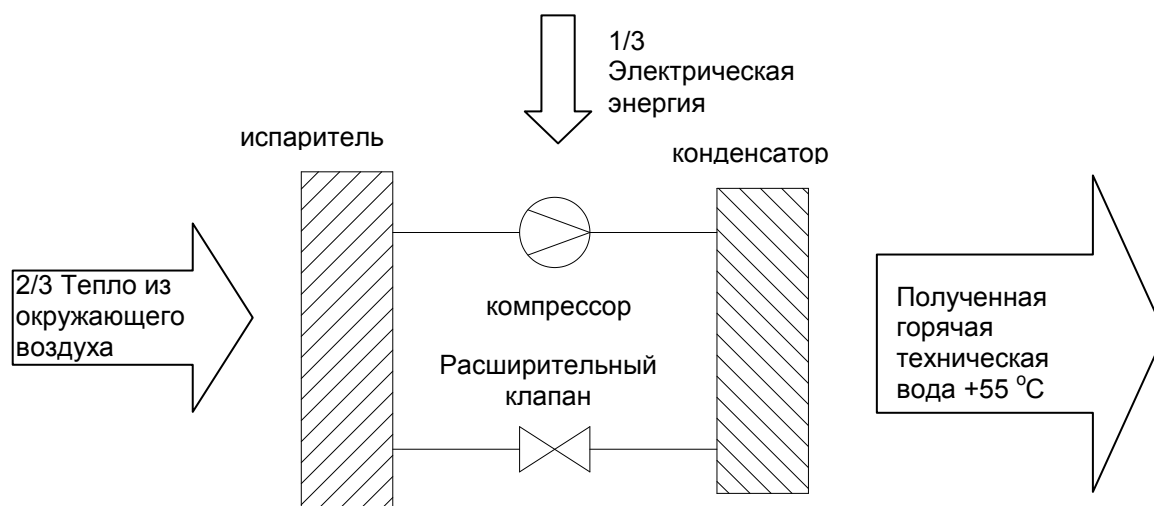 1/3
Электрическая
энергия
испаритель
конденсатор
2/3 Тепло из
окружающего
воздуха
компрессор
Расширительный
клапан
Полученная
горячая
техническая
вода +55 °C